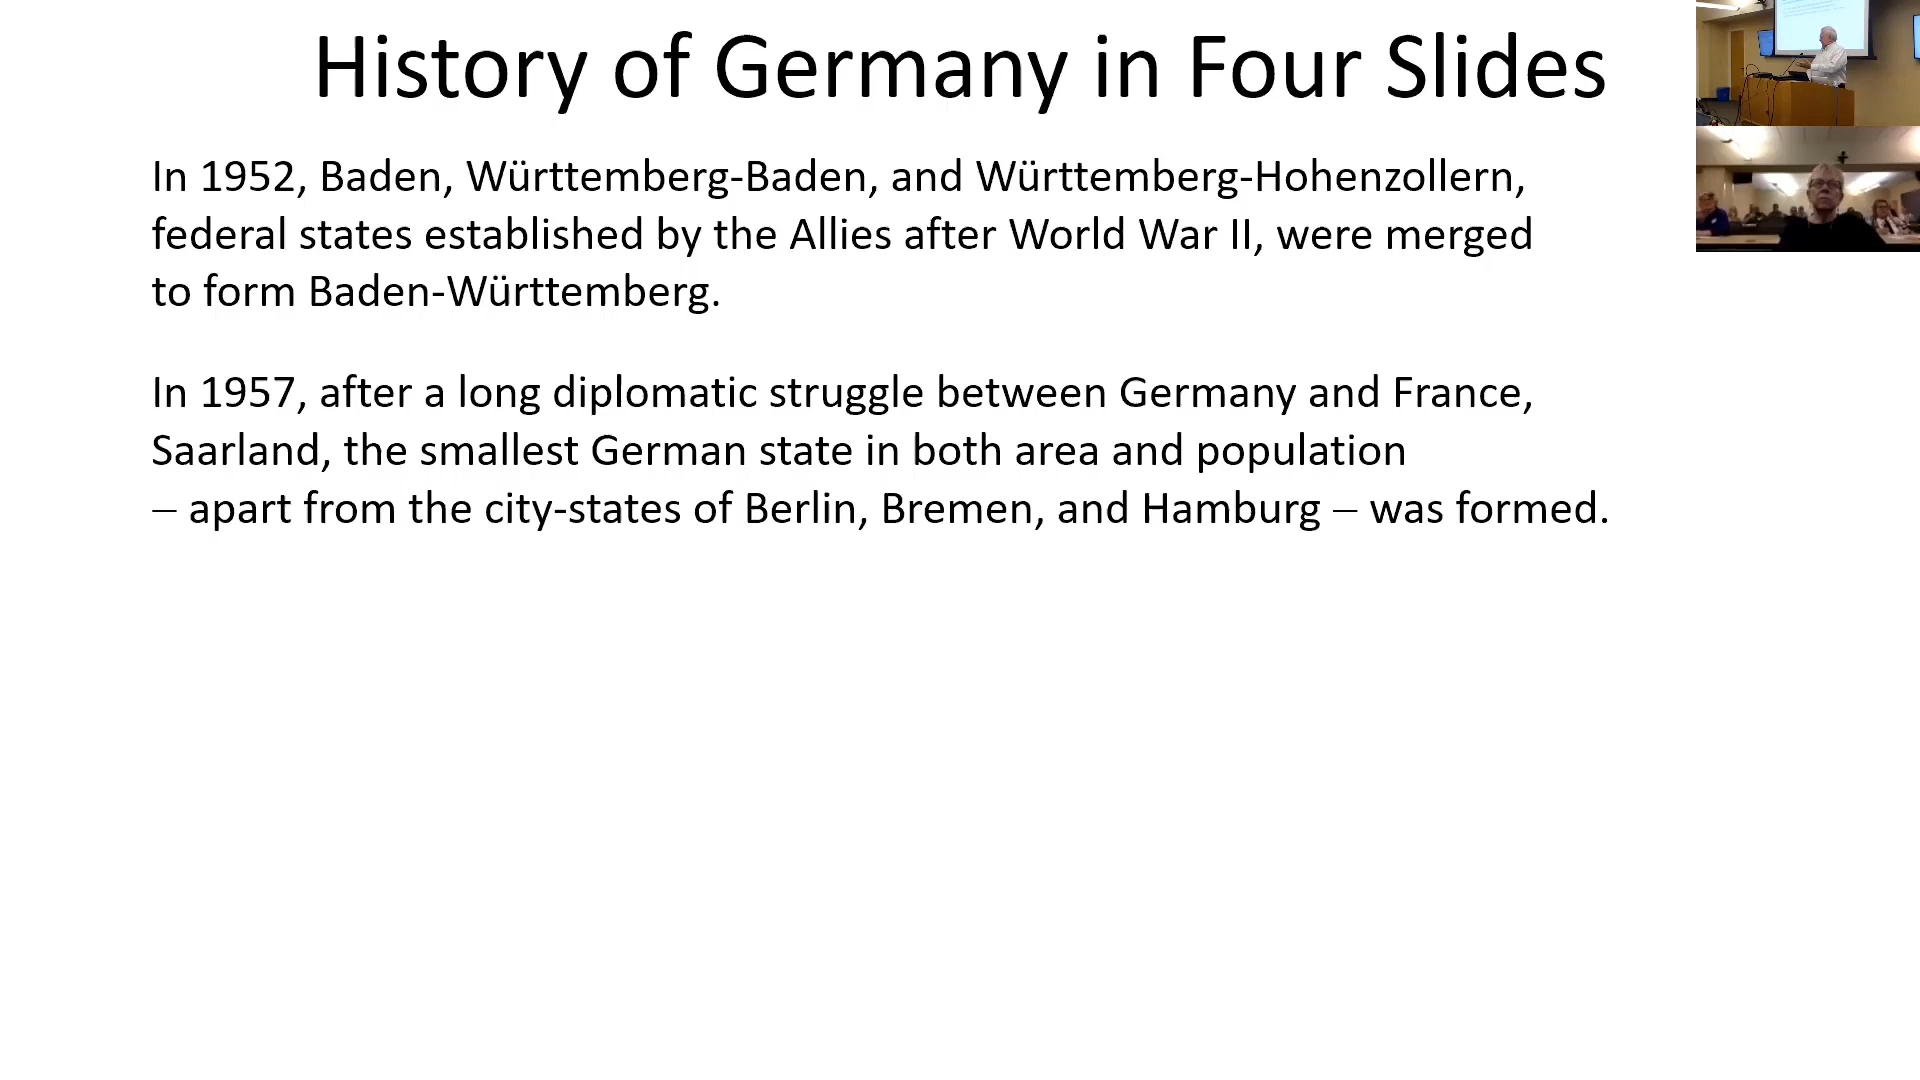 History of Germany in Four Slides
In 1952, Baden, Württemberg-Baden, and Württemberg-Hohenzollern,
federal states established by the Allies after World War II, were merged
to form Baden-Württemberg.
In 1957, after a long diplomatic struggle between Germany and France,
Saarland, the smallest German state in both area and population
– apart from the city-states of Berlin, Bremen, and Hamburg – was formed.